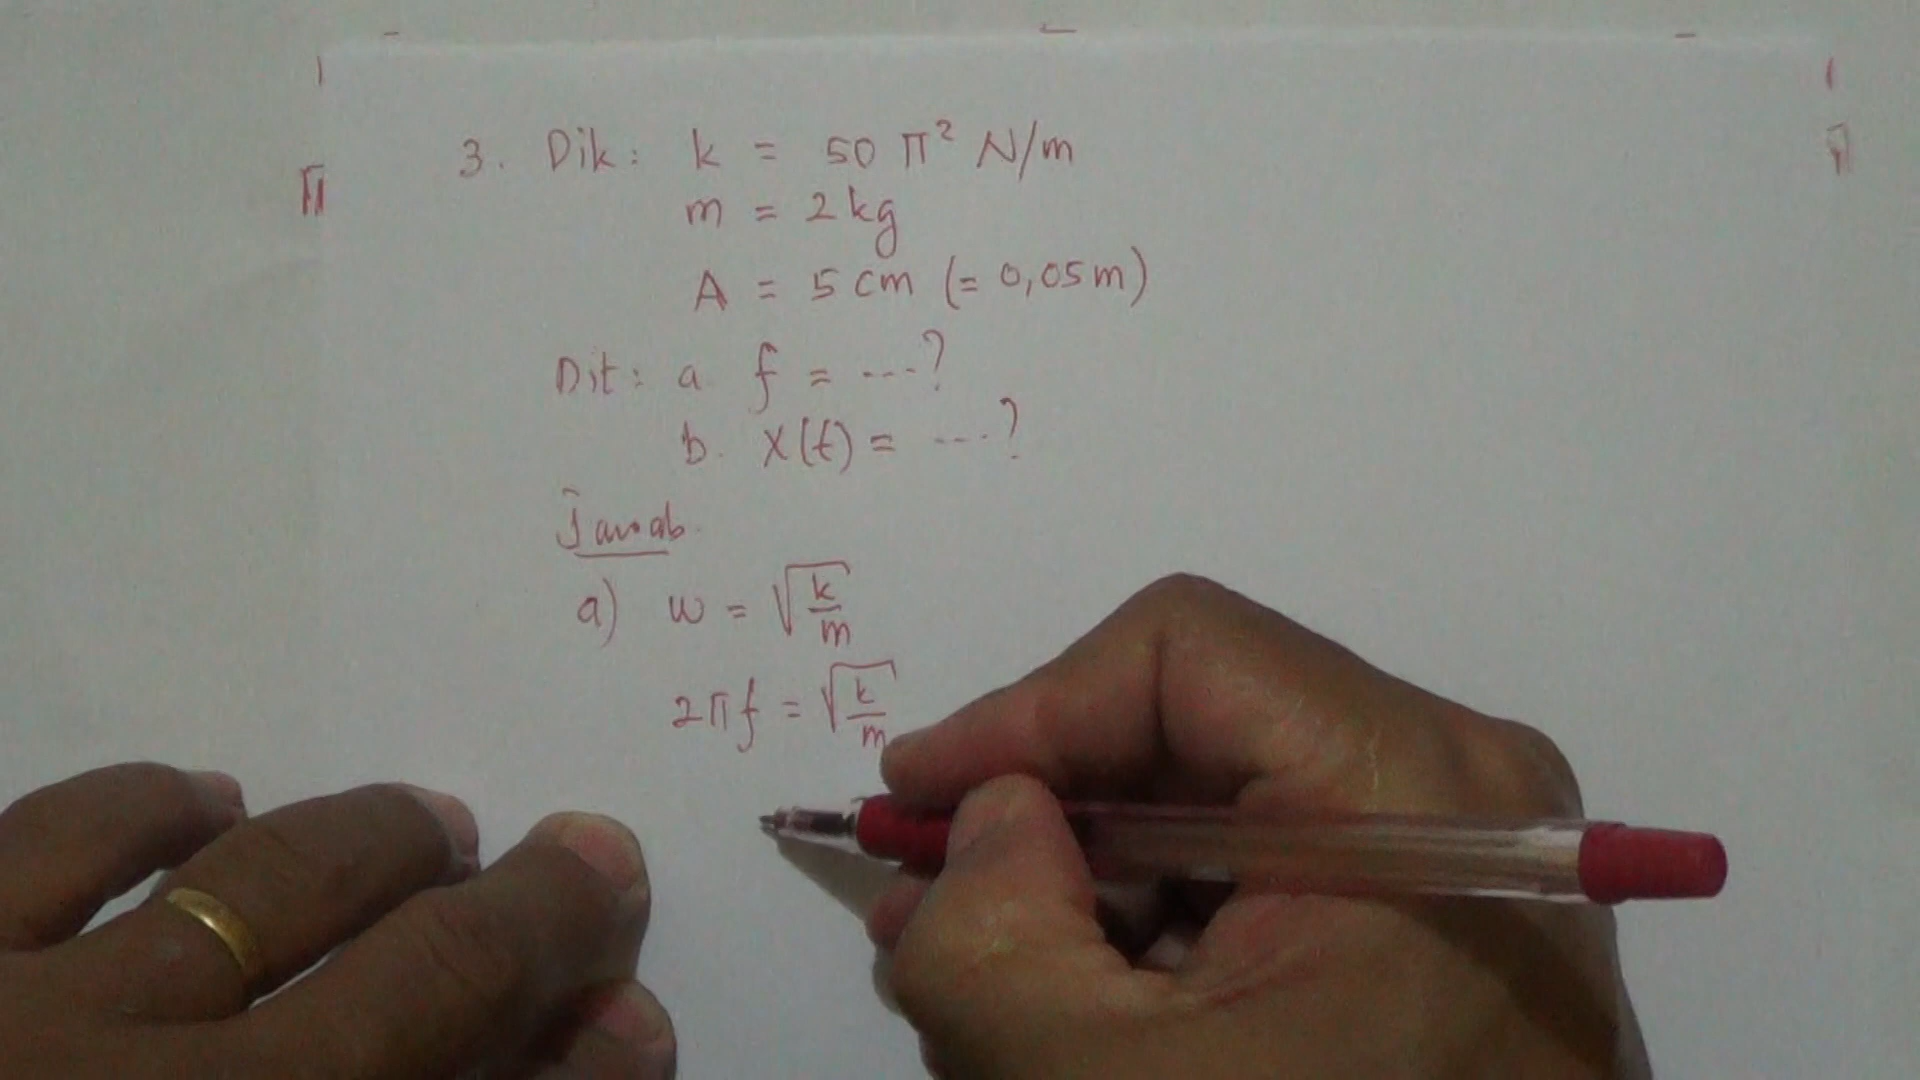 3. Dik: k = 50 π² N/m
m = 2 kg
A = 5 cm (= 0,05 m)
Dit: a. f = ....?
b. x(t) = ....?
Jawab.
a) ω = √(k/m)
2πf = √(k/m)